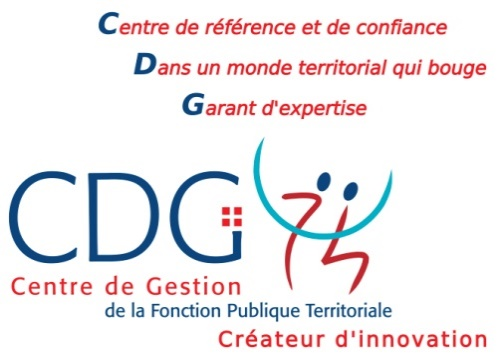 Centre de référence et de confiance
Dans un monde territorial qui bouge
Garant d'expertise
CDG
Centre de Gestion
de la Fonction Publique Territoriale
Créateur d'innovation